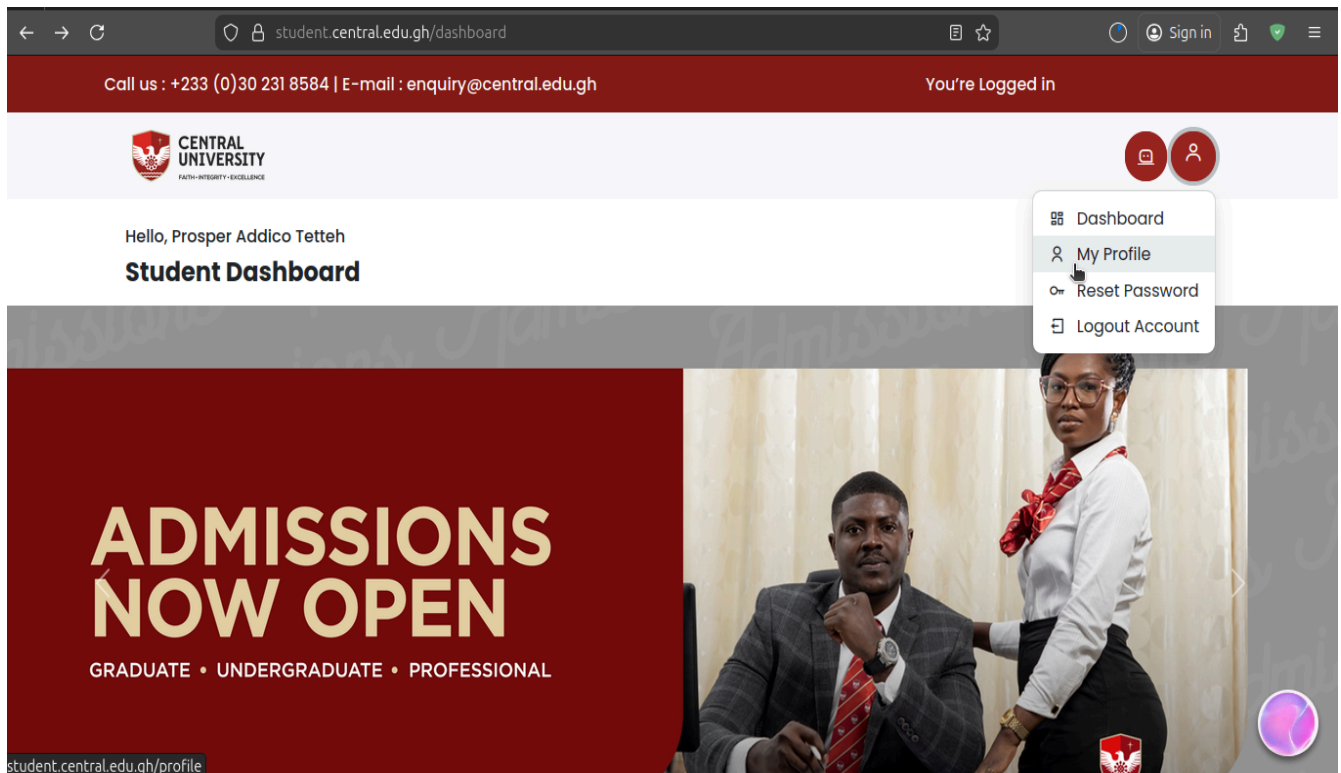 student.central.edu.gh/dashboard
Sign in
Call us : +233 (0)30 231 8584 | E-mail : enquiry@central.edu.gh
You're Logged in
CENTRAL
UNIVERSITY
FAITH • INTEGRITY • EXCELLENCE
Dashboard
My Profile
Reset Password
Logout Account
Hello, Prosper Addico Tetteh
Student Dashboard
Admissions
ADMISSIONS
NOW OPEN
GRADUATE • UNDERGRADUATE • PROFESSIONAL
student.central.edu.gh/profile